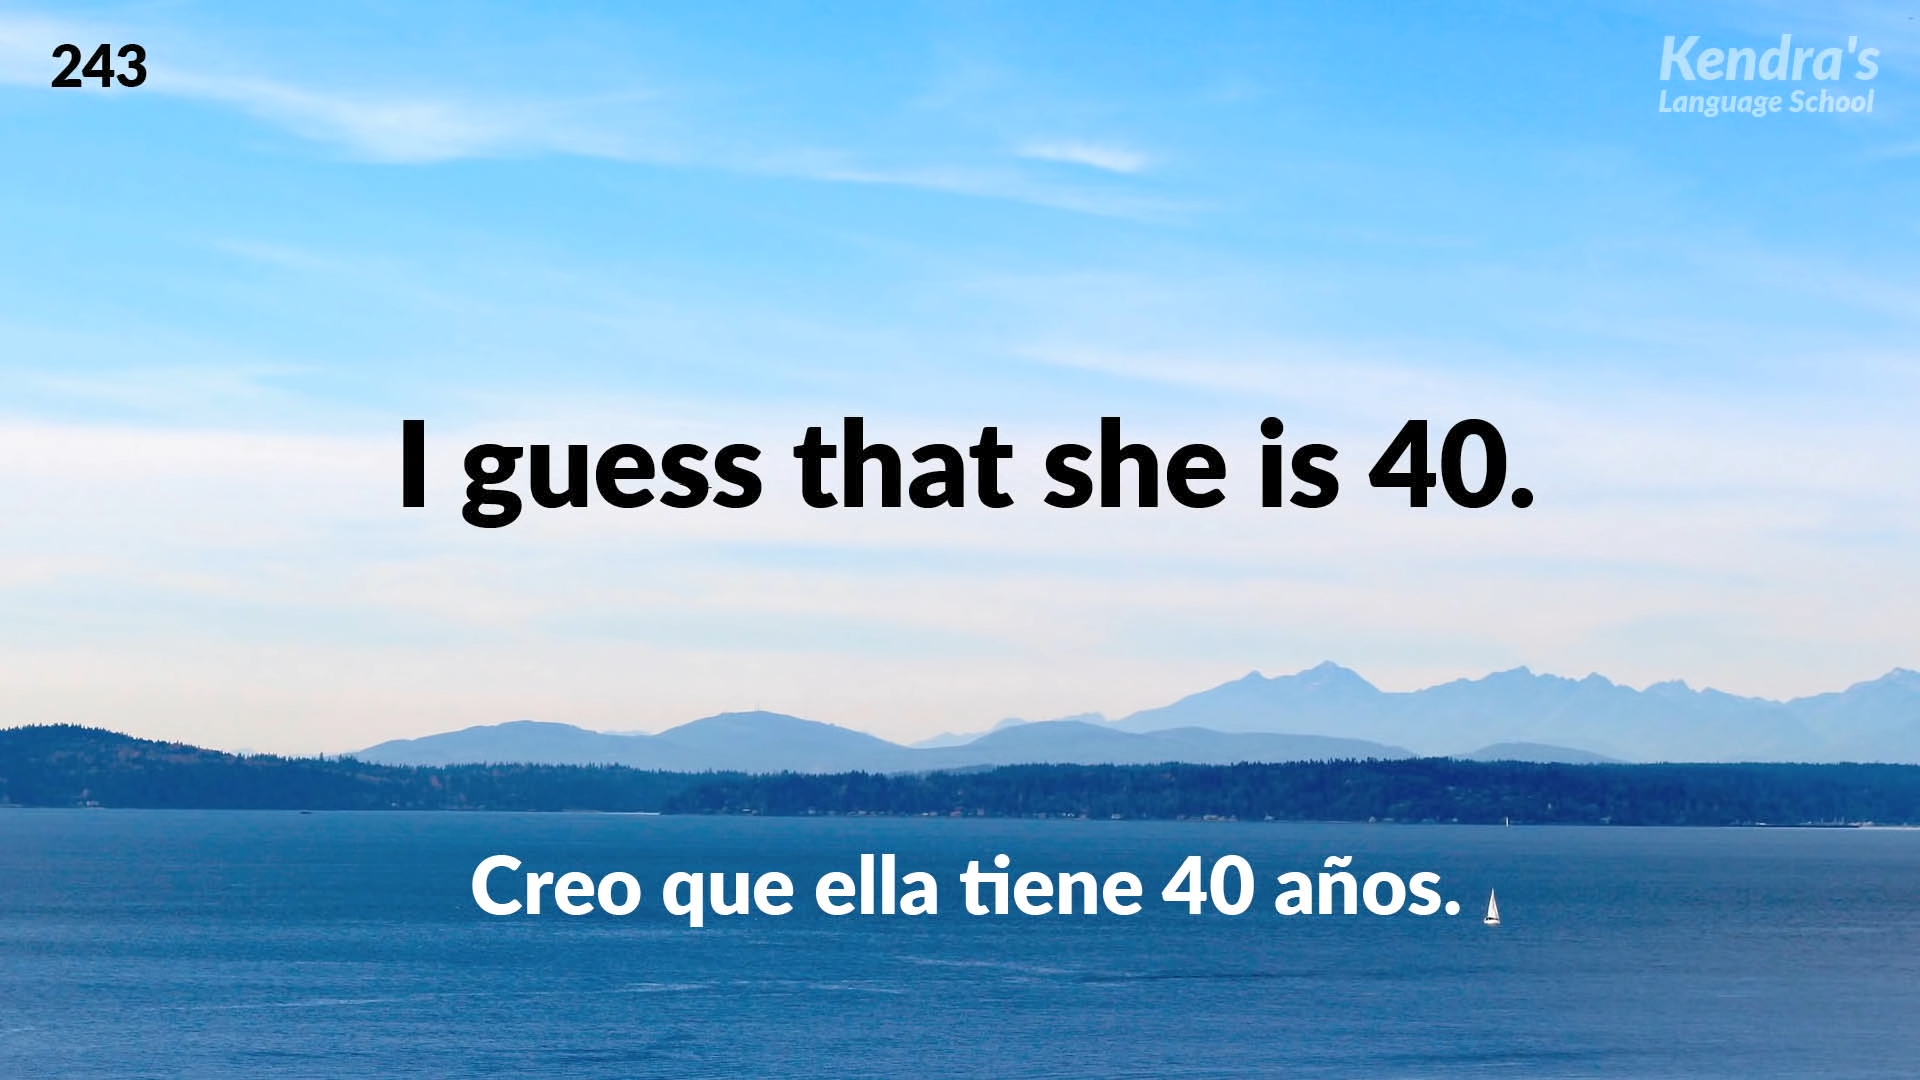 243
Kendra's
Language School
I guess that she is 40.
Creo que ella tiene 40 años.